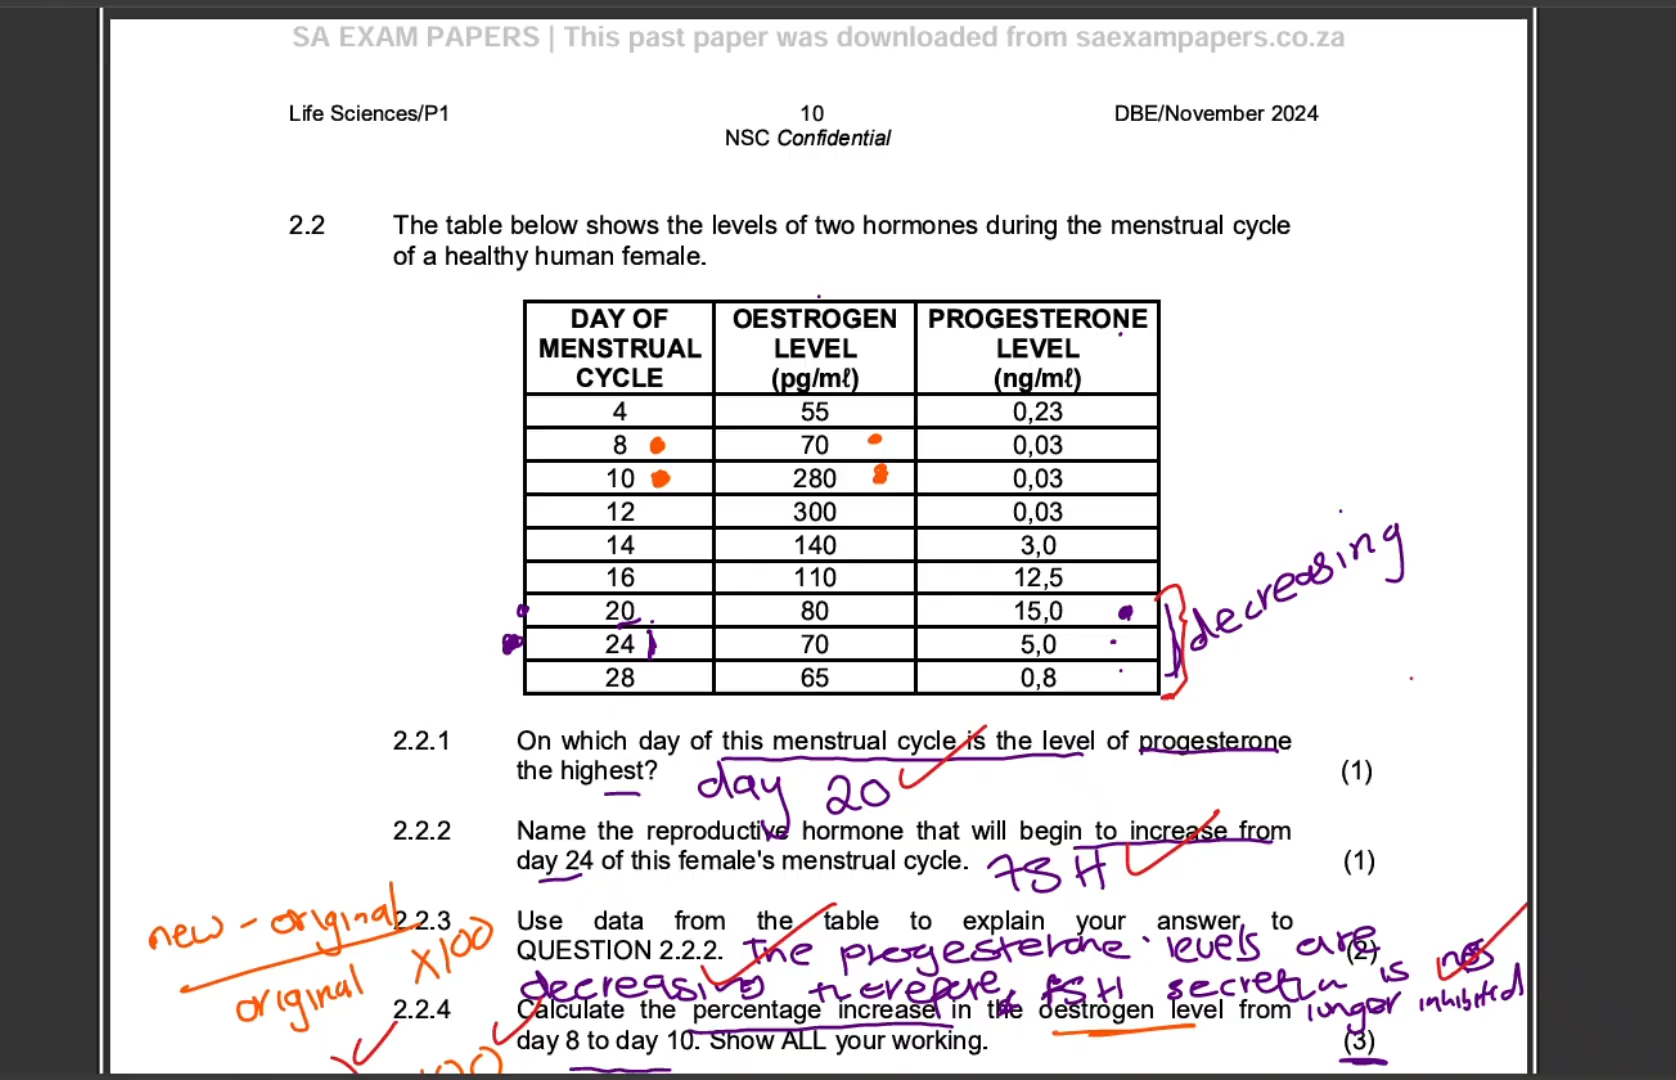 SA EXAM PAPERS | This past paper was downloaded from saexampapers.co.za
Life Sciences/P1 10 DBE/November 2024
NSC Confidential
2.2 The table below shows the levels of two hormones during the menstrual cycle
of a healthy human female.
DAY OF MENSTRUAL CYCLE OESTROGEN LEVEL (pg/mℓ) PROGESTERONE LEVEL (ng/mℓ)
4 55 0,23
8 70 0,03
10 280 0,03
12 300 0,03
14 140 3,0
16 110 12,5
20 80 15,0
24 70 5,0
28 65 0,8
decreasing
2.2.1 On which day of this menstrual cycle is the level of progesterone
the highest? (1)
day 20
2.2.2 Name the reproductive hormone that will begin to increase from
day 24 of this female's menstrual cycle. (1)
FSH
2.2.3 Use data from the table to explain your answer to
QUESTION 2.2.2. (2)
The progesterone levels are
decreasing therefore FSH secretion is no
longer inhibited
new - original
original
x100
2.2.4 Calculate the percentage increase in the oestrogen level from
day 8 to day 10. Show ALL your working. (3)